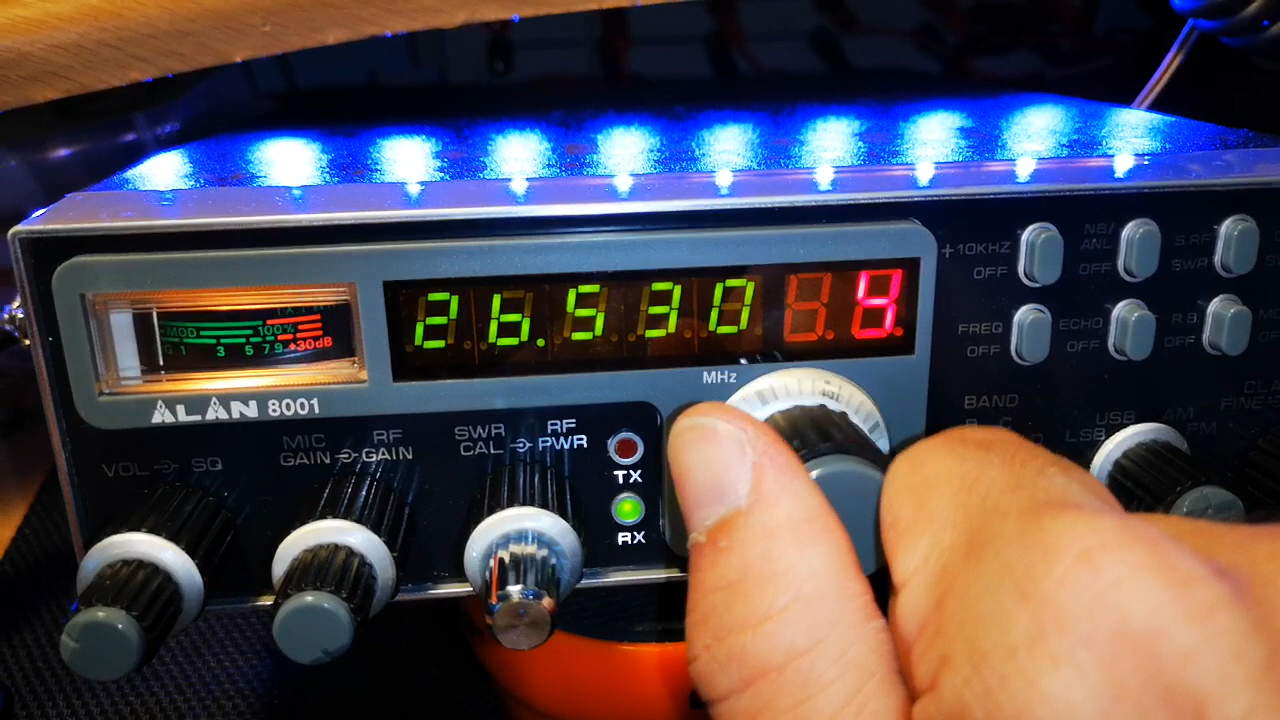 26.530 9
MHz
MOD 100%
1 3 5 7 9 +30dB
ALAN 8001
VOL SQ
MIC GAIN RF GAIN
SWR CAL RF PWR
TX
RX
+10KHZ
OFF
NB/
ANL
OFF
S.RF
SWR
FREQ
OFF
ECHO
OFF
R.B.
OFF
BAND
USB
LSB
AM
FM
FINE